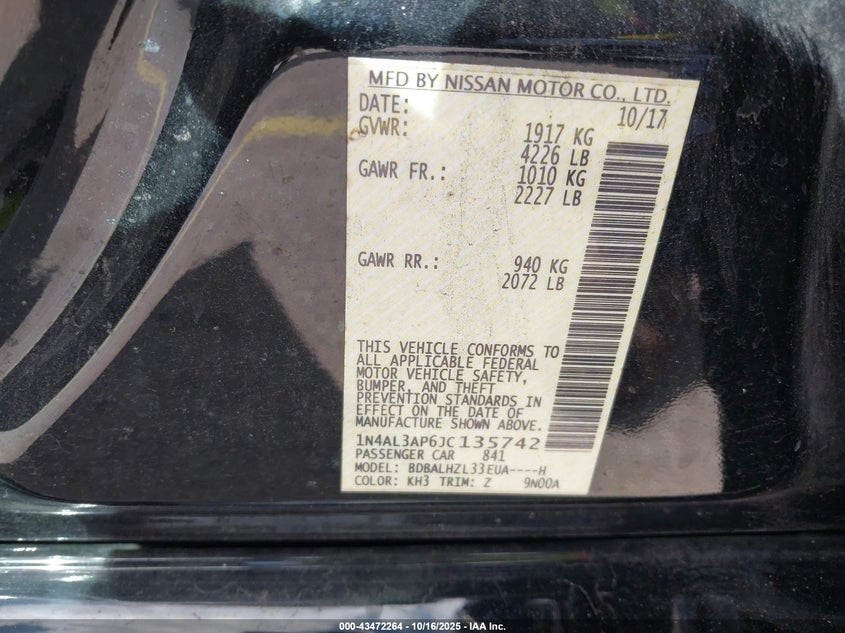 MFD BY NISSAN MOTOR CO., LTD.
DATE: 10/17
GVWR: 1917 KG
4226 LB
GAWR FR.: 1010 KG
2227 LB
GAWR RR.: 940 KG
2072 LB
THIS VEHICLE CONFORMS TO
ALL APPLICABLE FEDERAL
MOTOR VEHICLE SAFETY,
BUMPER, AND THEFT
PREVENTION STANDARDS IN
EFFECT ON THE DATE OF
MANUFACTURE SHOWN ABOVE.
1N4AL3AP6JC135742
PASSENGER CAR 841
MODEL: BDBALHZL33EUA----H
COLOR: KH3 TRIM: Z 9N00A
000-43472264 - 10/16/2025 - IAA Inc.